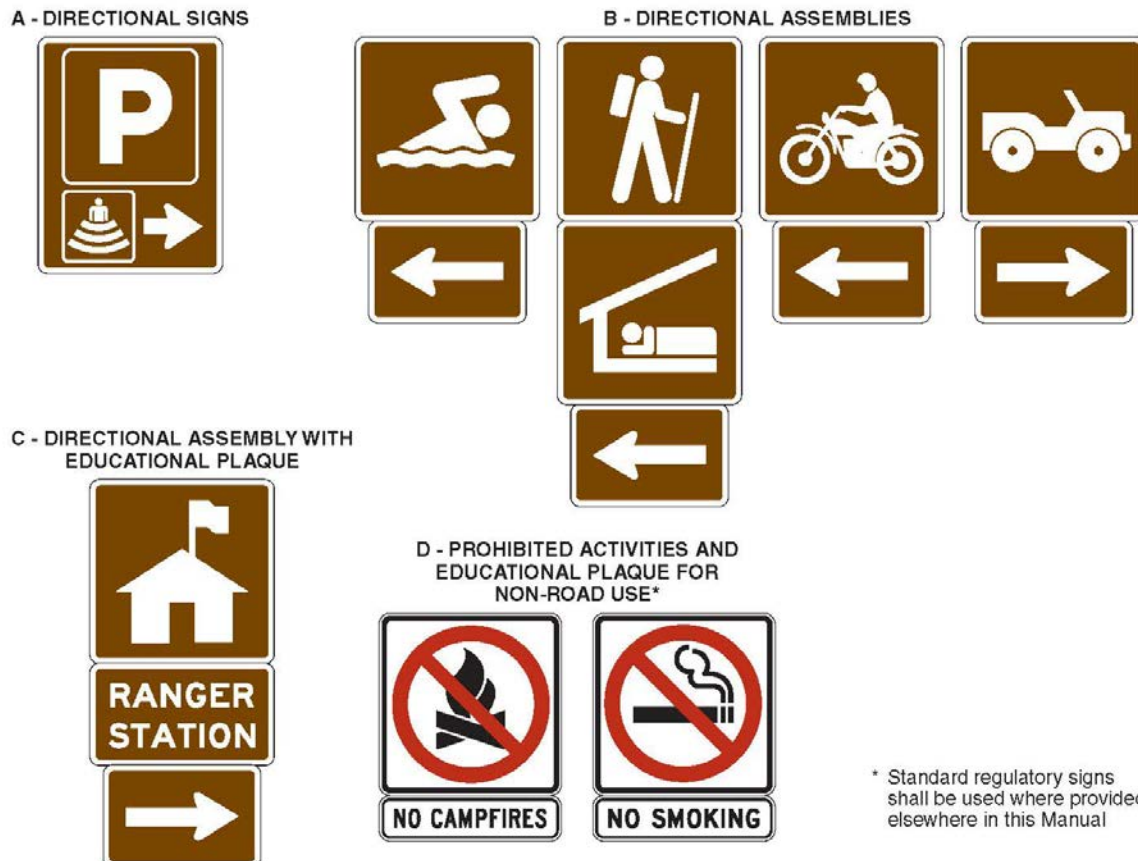 A - DIRECTIONAL SIGNS
P
B - DIRECTIONAL ASSEMBLIES
C - DIRECTIONAL ASSEMBLY WITH
EDUCATIONAL PLAQUE
RANGER
STATION
D - PROHIBITED ACTIVITIES AND
EDUCATIONAL PLAQUE FOR
NON-ROAD USE*
NO CAMPFIRES
NO SMOKING
* Standard regulatory signs
shall be used where provided
elsewhere in this Manual